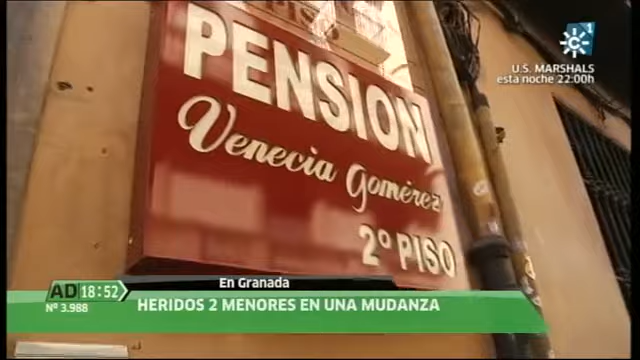 PENSION
Venecia Gomérez
2º PISO
U.S. MARSHALS
esta noche 22:00h
En Granada
AD 18:52
HERIDOS 2 MENORES EN UNA MUDANZA
Nº 3.988